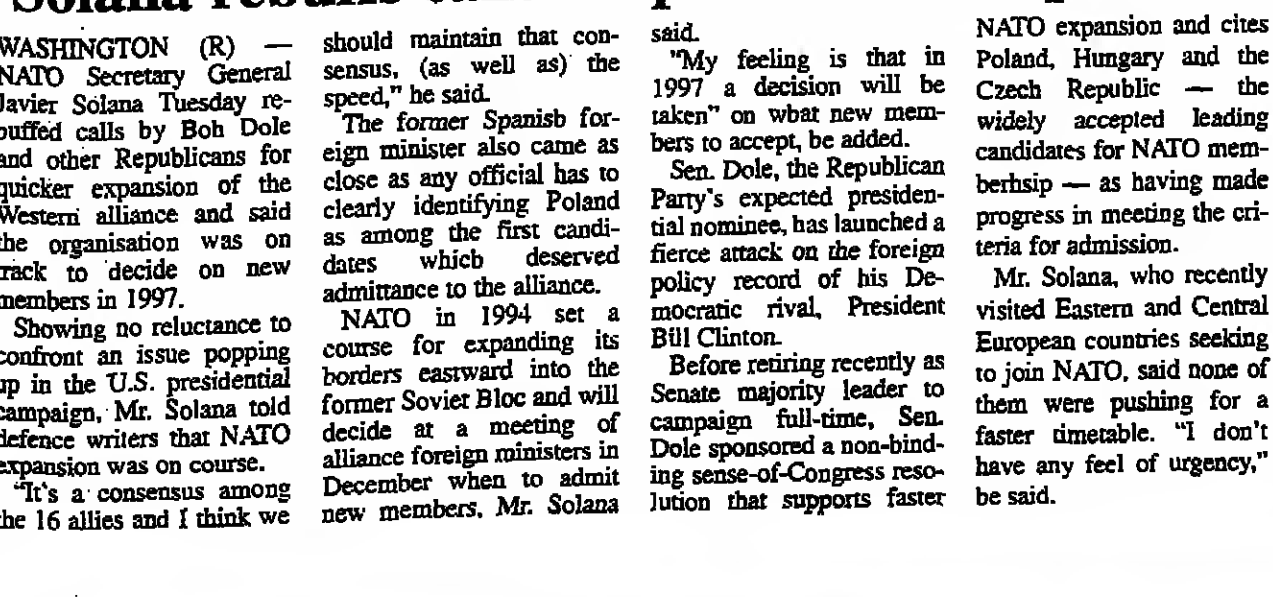 Solana
WASHINGTON (R) —
NATO Secretary General
Javier Solana Tuesday re-
buffed calls by Boh Dole
and other Republicans for
quicker expansion of the
Western alliance and said
the organisation was on
track to decide on new
members in 1997.
Showing no reluctance to
confront an issue popping
up in the U.S. presidential
campaign, Mr. Solana told
defence writers that NATO
expansion was on course.
"It's a consensus among
the 16 allies and I think we
should maintain that con-
sensus, (as well as) the
speed," he said.
The former Spanisb for-
eign minister also came as
close as any official has to
clearly identifying Poland
as among the first candi-
dates whicb deserved
admittance to the alliance.
NATO in 1994 set a
course for expanding its
borders eastward into the
former Soviet Bloc and will
decide at a meeting of
alliance foreign ministers in
December when to admit
new members, Mr. Solana
said.
"My feeling is that in
1997 a decision will be
taken" on wbat new mem-
bers to accept, be added.
Sen. Dole, the Republican
Party's expected presiden-
tial nominee, has launched a
fierce attack on the foreign
policy record of his De-
mocratic rival, President
Bill Clinton.
Before retiring recently as
Senate majority leader to
campaign full-time, Sen.
Dole sponsored a non-bind-
ing sense-of-Congress reso-
lution that supports faster
NATO expansion and cites
Poland, Hungary and the
Czech Republic — the
widely accepted leading
candidates for NATO mem-
berhsip — as having made
progress in meeting the cri-
teria for admission.
Mr. Solana, who recently
visited Eastern and Central
European countries seeking
to join NATO, said none of
them were pushing for a
faster timetable. "I don't
have any feel of urgency,"
be said.